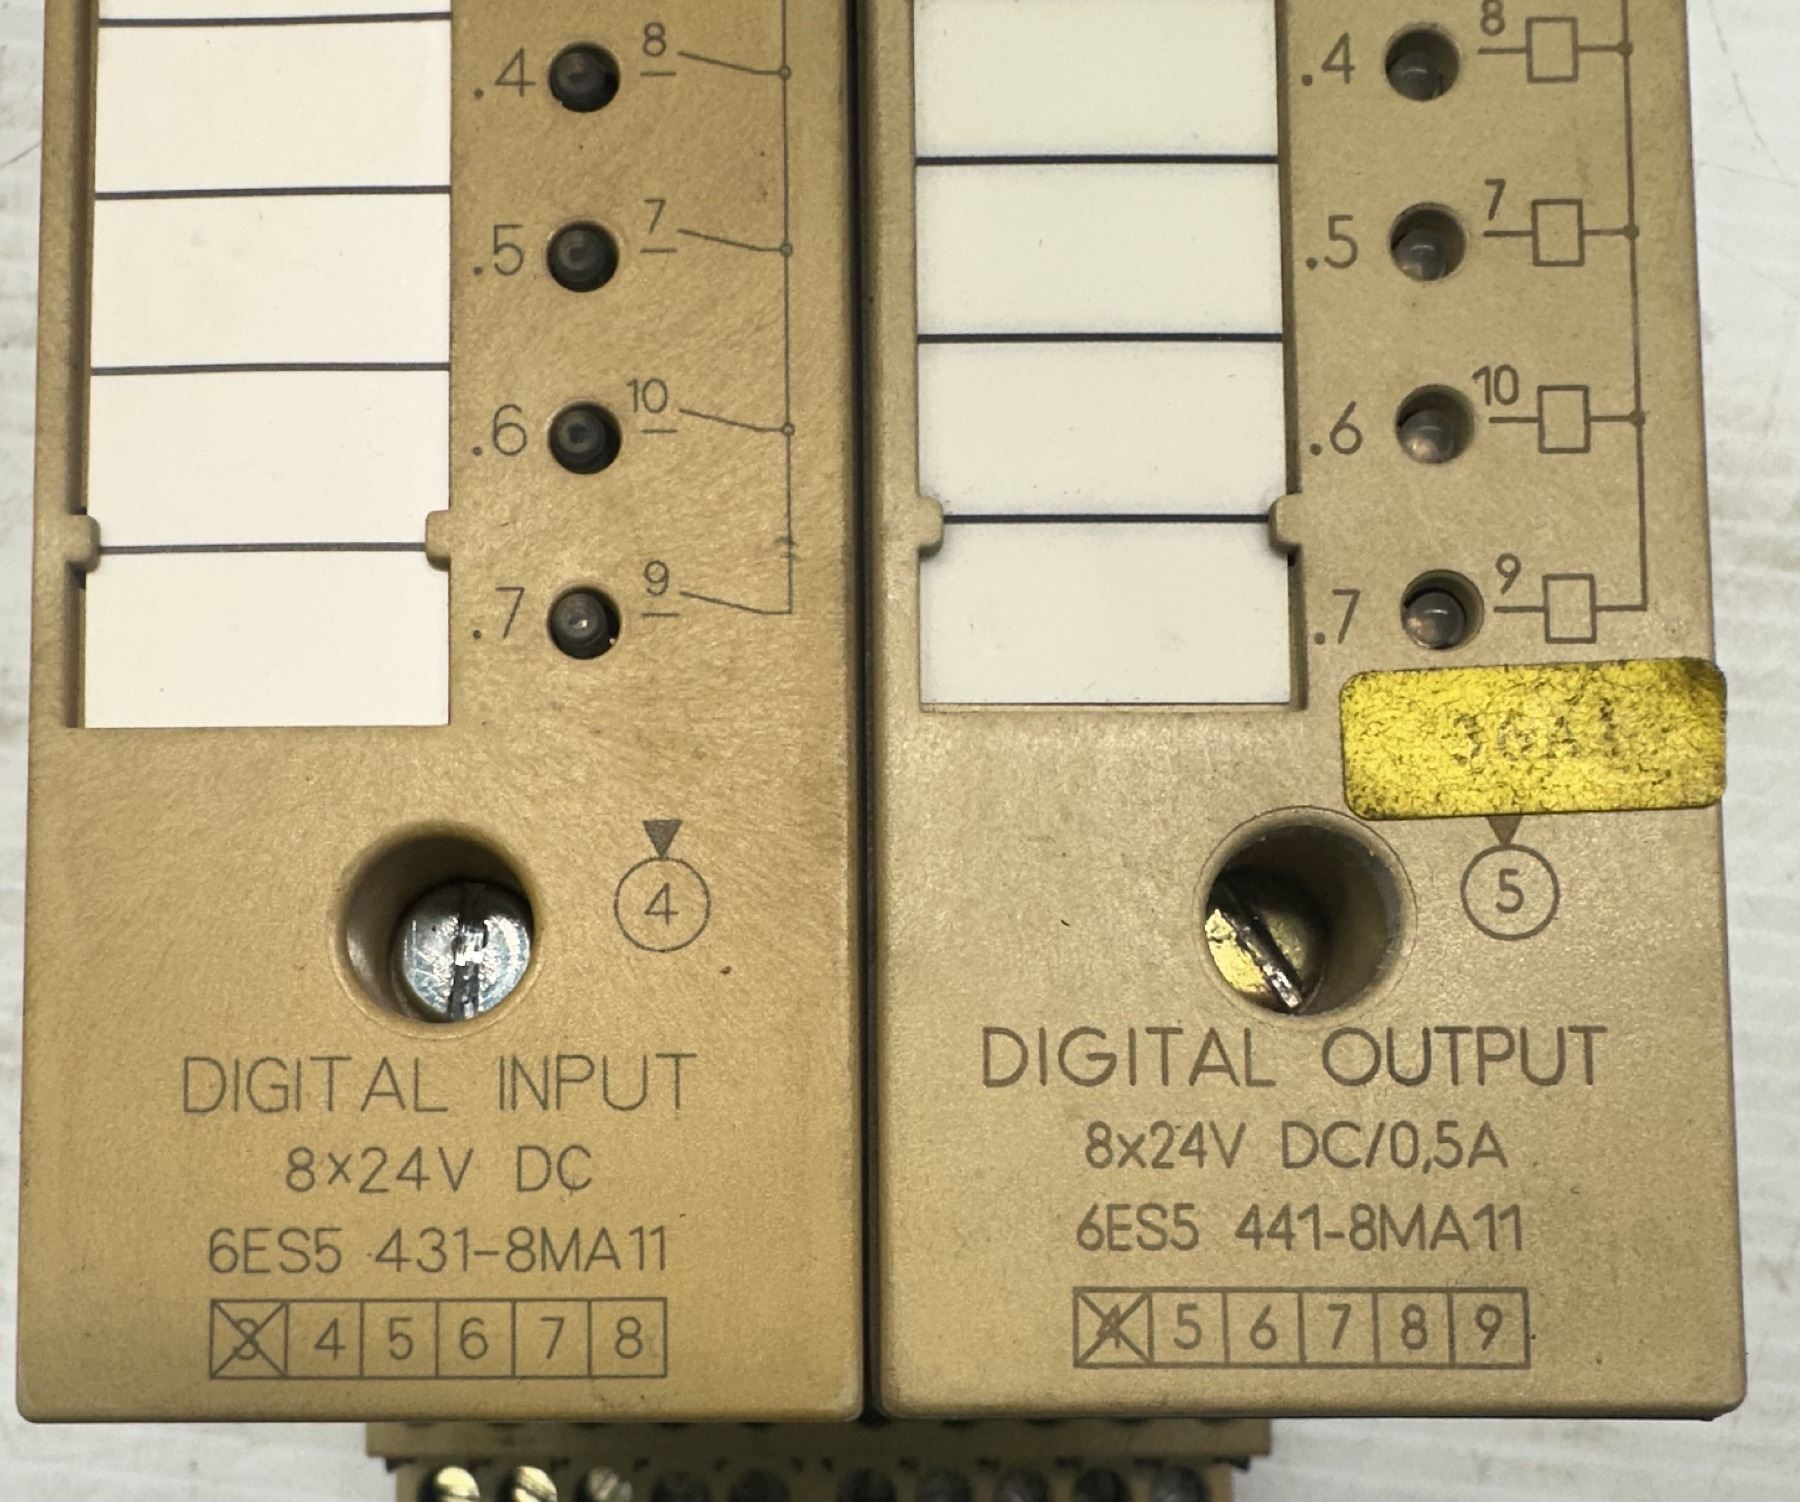 .4 8
.5 7
.6 10
.7 9
4
DIGITAL INPUT
8×24V DC
6ES5 431-8MA11
3 4 5 6 7 8
.4 8
.5 7
.6 10
.7 9
5
DIGITAL OUTPUT
8x24V DC/0,5A
6ES5 441-8MA11
4 5 6 7 8 9